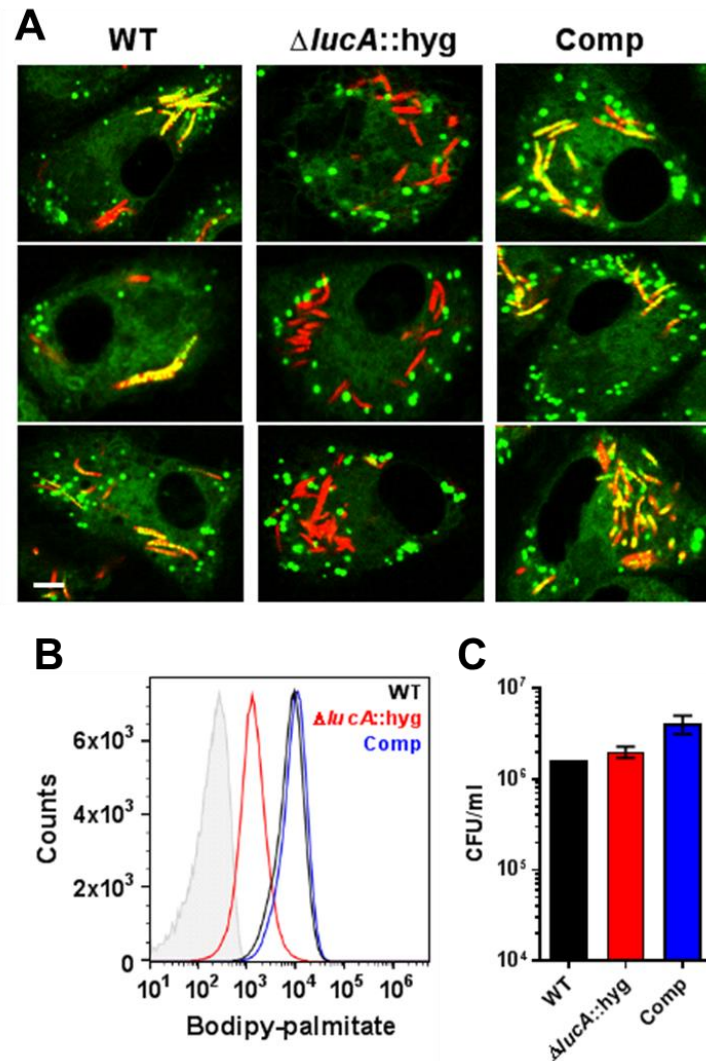 A
WT ΔlucA::hyg Comp
B
WT
ΔlucA::hyg
Comp
6x10³
4x10³
2x10³
0
Counts
10¹ 10² 10³ 10⁴ 10⁵ 10⁶
Bodipy-palmitate
C
10⁷
10⁶
10⁵
10⁴
CFU/ml
WT
ΔlucA::hyg
Comp